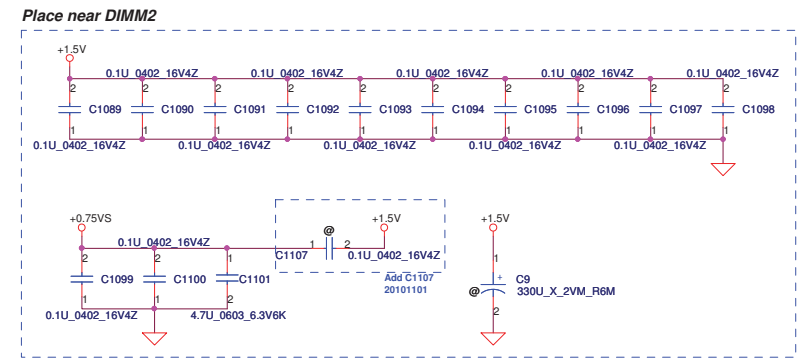 Place near DIMM2
+1.5V
0.1U_0402_16V4Z 0.1U_0402_16V4Z 0.1U_0402_16V4Z 0.1U_0402_16V4Z 0.1U_0402_16V4Z
2 2 2 2 2 2 2 2 2 2
C1089 C1090 C1091 C1092 C1093 C1094 C1095 C1096 C1097 C1098
1 1 1 1 1 1 1 1 1 1
0.1U_0402_16V4Z 0.1U_0402_16V4Z 0.1U_0402_16V4Z 0.1U_0402_16V4Z 0.1U_0402_16V4Z
+0.75VS
0.1U_0402_16V4Z
2 2 1
C1099 C1100 C1101
1 1 2
0.1U_0402_16V4Z 4.7U_0603_6.3V6K
@ +1.5V
1 2
C1107 0.1U_0402_16V4Z
Add C1107
20101101
+1.5V
1
+ C9
@ 330U_X_2VM_R6M
2